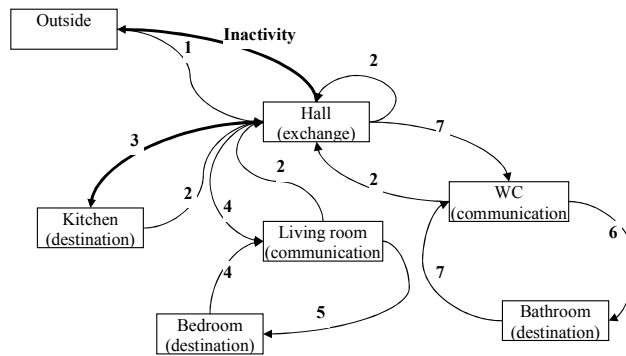 Outside
Inactivity
1
2
Hall
(exchange)
3
7
2
2
2
WC
(communication
Kitchen
(destination)
4
Living room
(communication
6
4
7
5
Bedroom
(destination)
Bathroom
(destination)